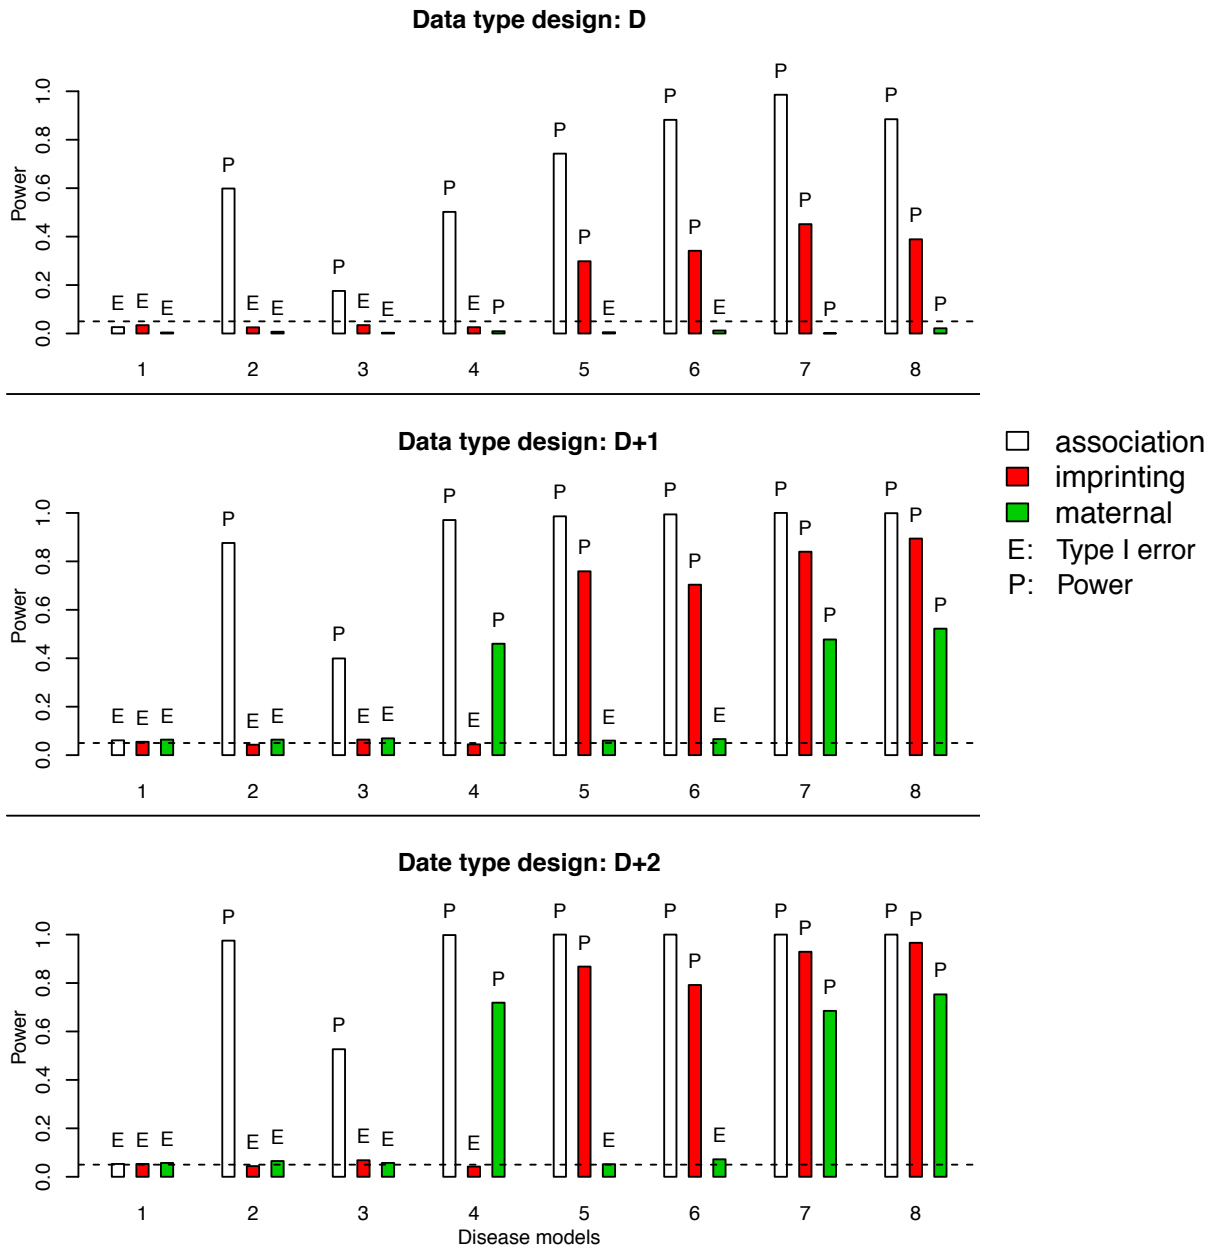 Data type design: D
Power
0.0 0.2 0.4 0.6 0.8 1.0
E E E P E E P E E P E P P P E P P E P P P P P P
1 2 3 4 5 6 7 8
Data type design: D+1
Power
0.0 0.2 0.4 0.6 0.8 1.0
E E E P E E P E E P E P P P E P P E P P P P P P
1 2 3 4 5 6 7 8
association
imprinting
maternal
E: Type I error
P: Power
Date type design: D+2
Power
0.0 0.2 0.4 0.6 0.8 1.0
E E E P E E P E E P E P P P E P P E P P P P P P
1 2 3 4 5 6 7 8
Disease models